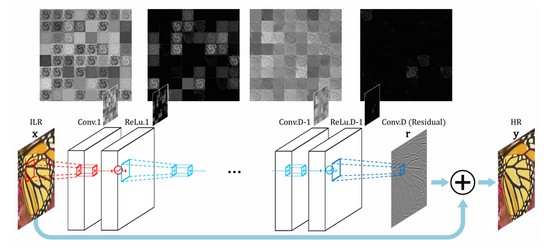 ILR
x
Conv.1
ReLu.1
Conv.D-1
ReLu.D-1
Conv.D (Residual)
r
HR
y
...